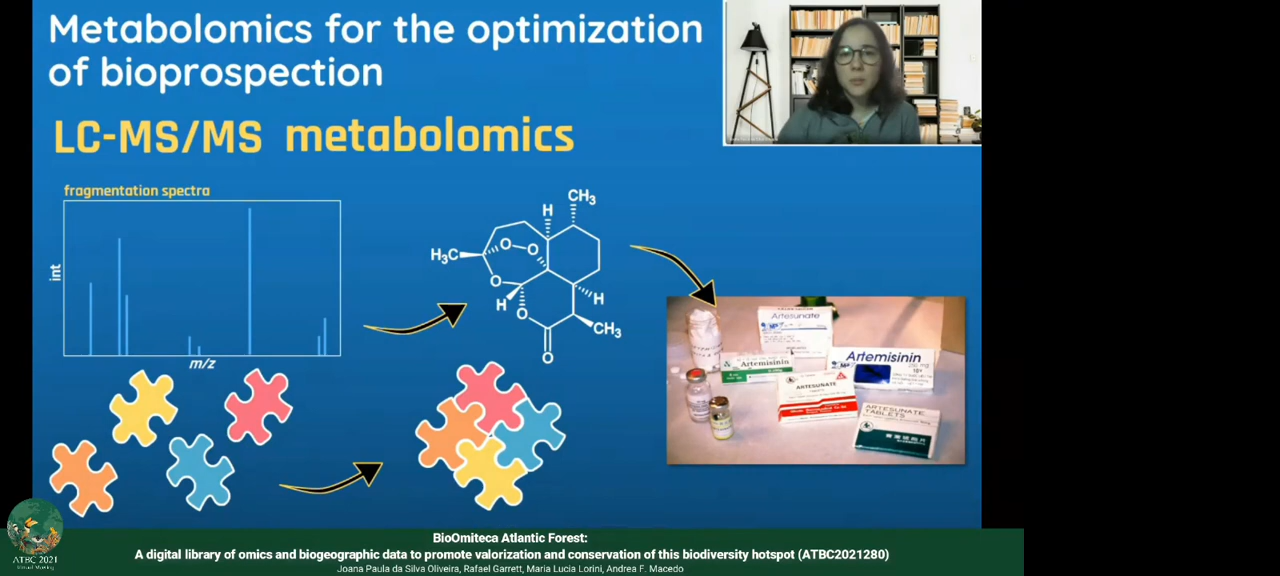 Metabolomics for the optimization
of bioprospection
LC-MS/MS metabolomics
fragmentation spectra
int
m/z
CH3
H
H3C
O
O
O
H
O
H
CH3
O
Artesunate
Artemisinin
Artemisinin
ARTESUNATE
ARTESUNATE
TABLETS
ATBC 2021
BioOmiteca Atlantic Forest:
A digital library of omics and biogeographic data to promote valorization and conservation of this biodiversity hotspot (ATBC2021280)
Joana Paula da Silva Oliveira, Rafael Garrett, Maria Lucia Lorini, Andrea F. Macedo